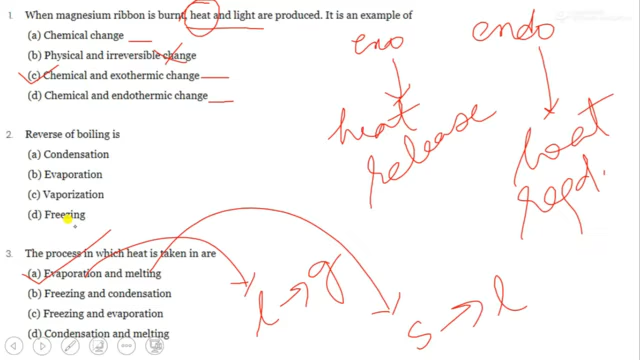 1. When magnesium ribbon is burnt, heat and light are produced. It is an example of
(a) Chemical change
(b) Physical and irreversible change
(c) Chemical and exothermic change
(d) Chemical and endothermic change
exo
heat
release
endo
heat
reqd.
2. Reverse of boiling is
(a) Condensation
(b) Evaporation
(c) Vaporization
(d) Freezing
3. The process in which heat is taken in are
(a) Evaporation and melting
(b) Freezing and condensation
(c) Freezing and evaporation
(d) Condensation and melting
l → g
s → l